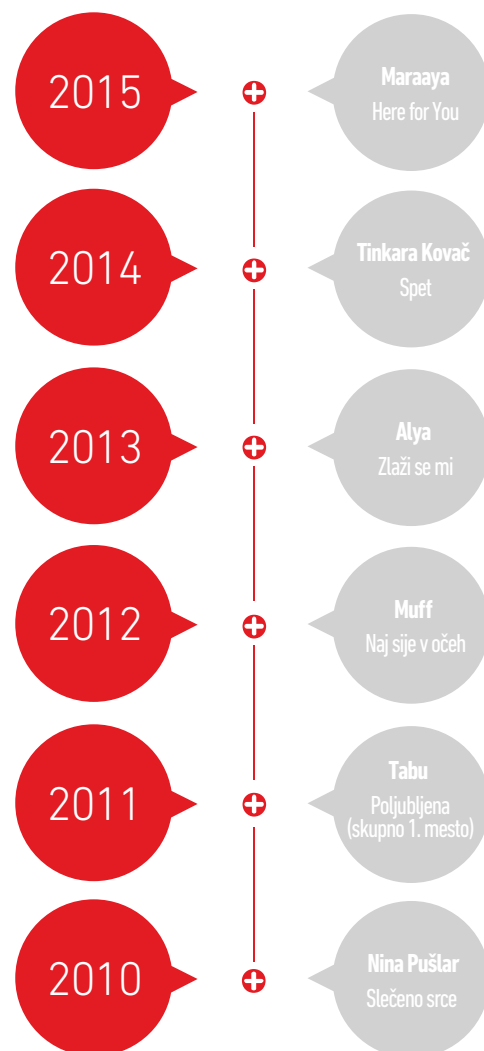 2015
Maraaya
Here for You
2014
Tinkara Kovač
Spet
2013
Alya
Zlaži se mi
2012
Muff
Naj sije v očeh
2011
Tabu
Poljubljena
(skupno 1. mesto)
2010
Nina Pušlar
Slečeno srce